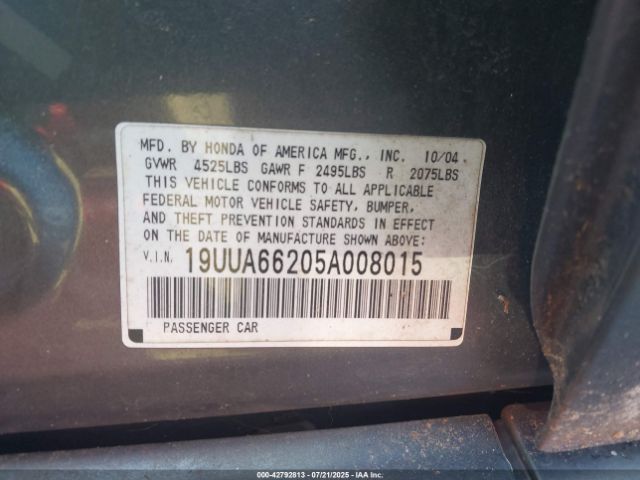 MFD. BY HONDA OF AMERICA MFG., INC. 10/04
GVWR 4525LBS GAWR F 2495LBS R 2075LBS
THIS VEHICLE CONFORMS TO ALL APPLICABLE
FEDERAL MOTOR VEHICLE SAFETY, BUMPER,
AND THEFT PREVENTION STANDARDS IN EFFECT
ON THE DATE OF MANUFACTURE SHOWN ABOVE:
V.I.N. 19UUA66205A008015
PASSENGER CAR
000-42792813 07/21/2025 IAAI.COM